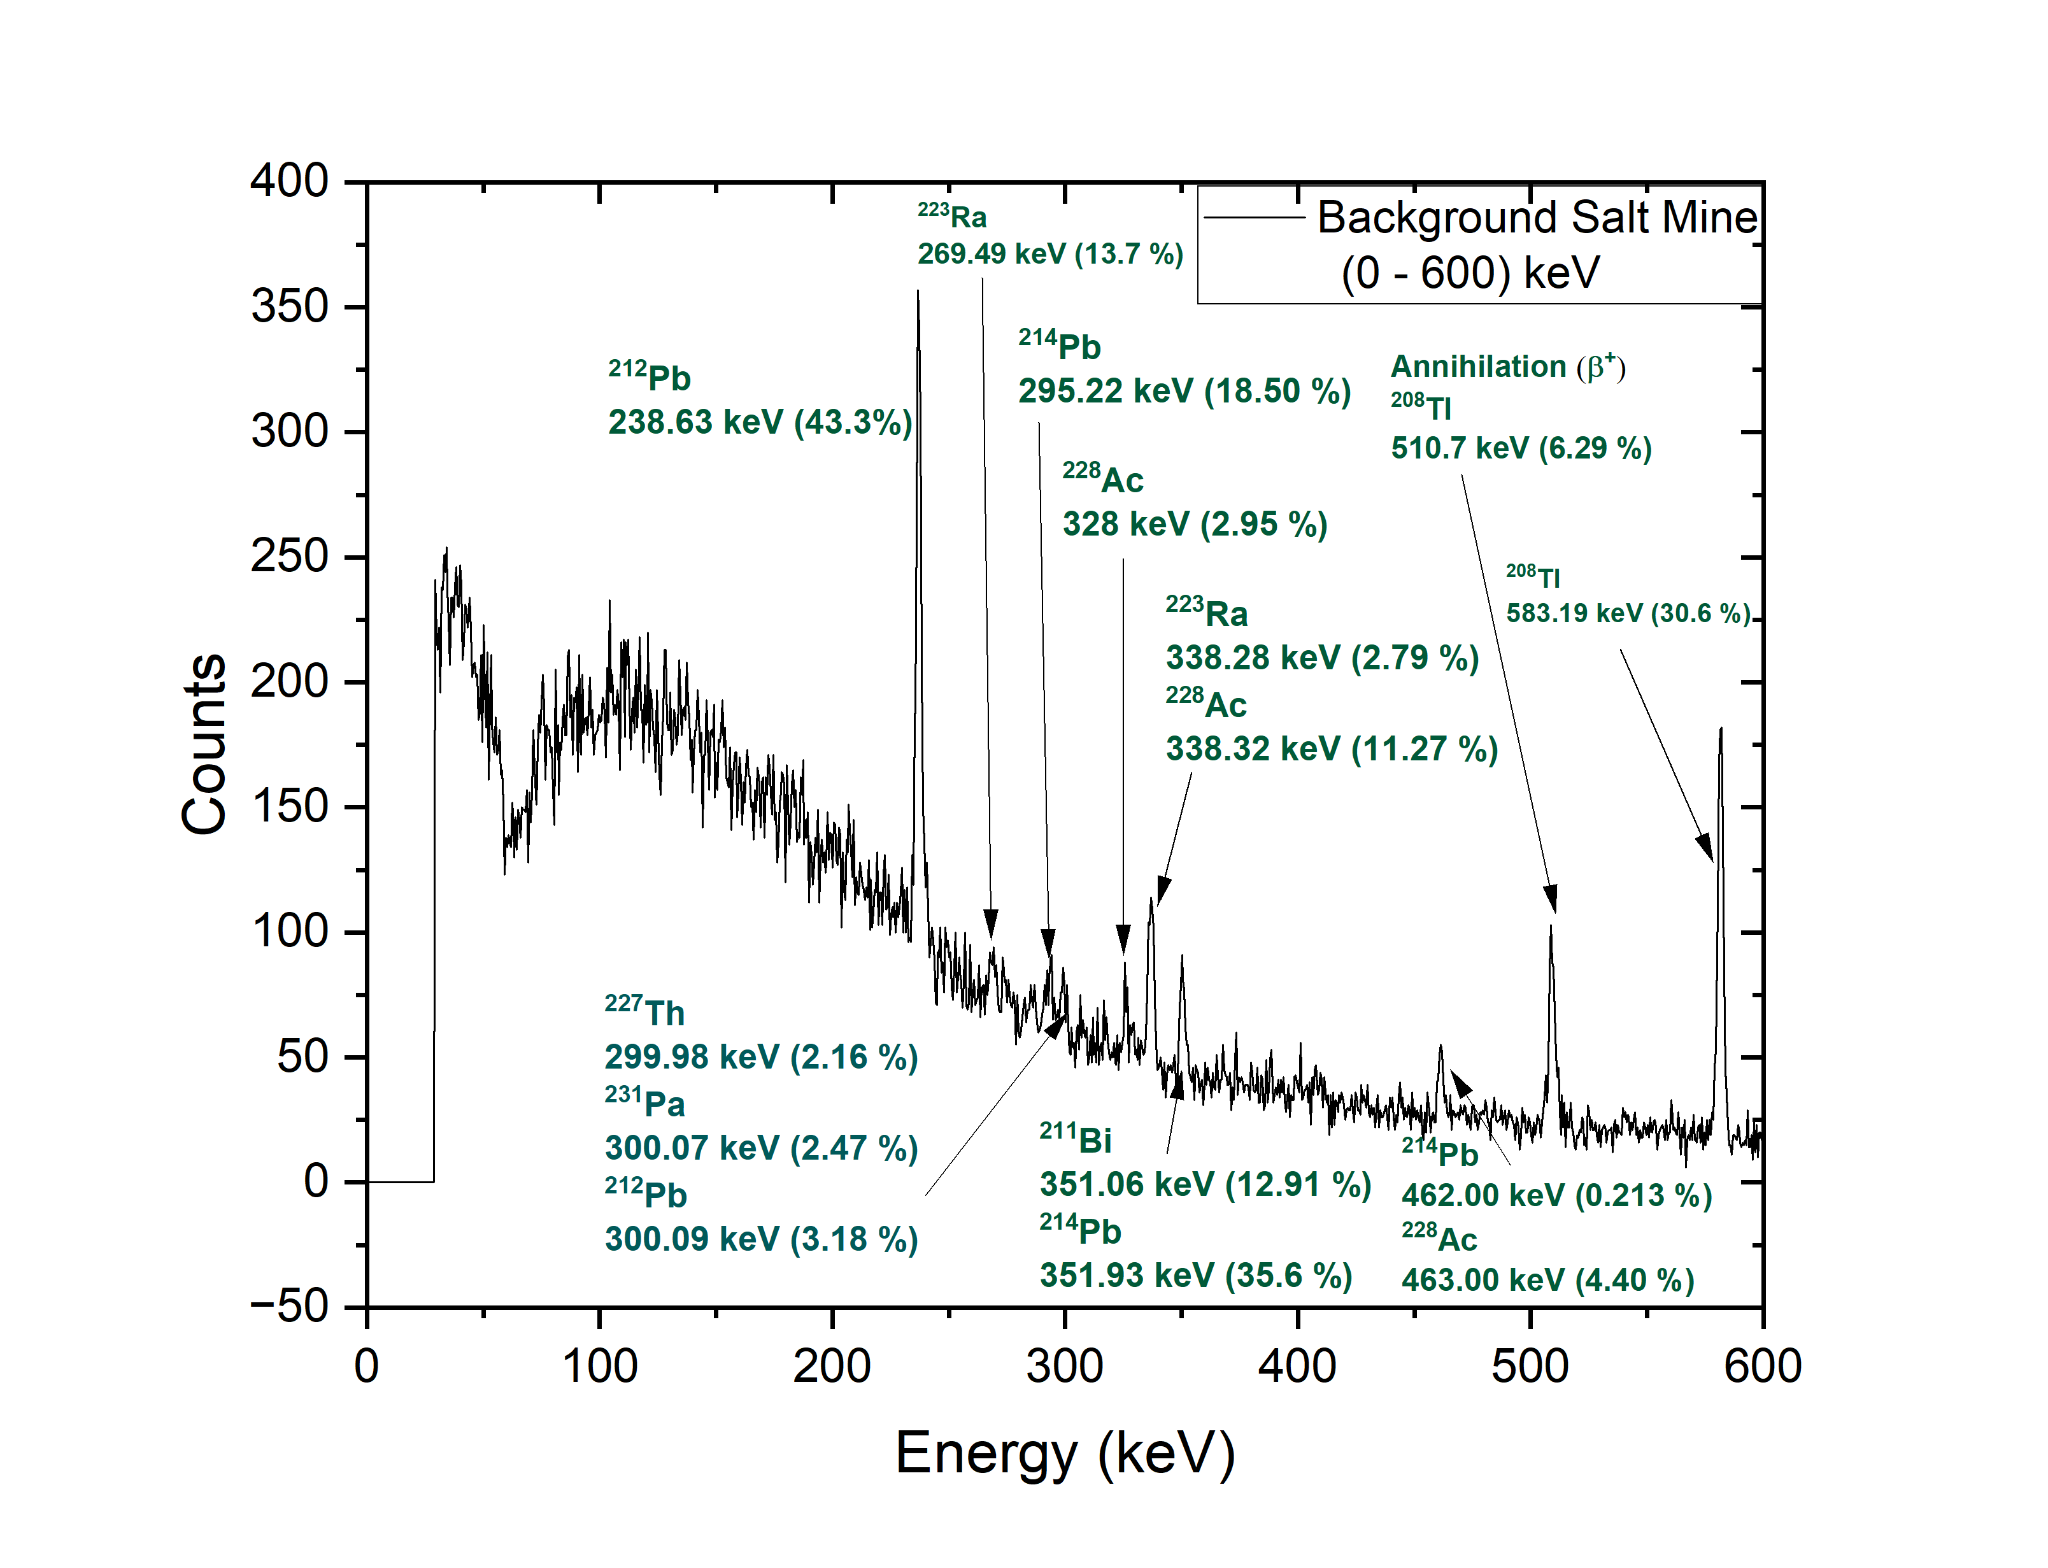 400
350
300
250
200
150
100
50
0
−50
Counts
0 100 200 300 400 500 600
Energy (keV)
Background Salt Mine
(0 - 600) keV
²²³Ra
269.49 keV (13.7 %)
²¹²Pb
238.63 keV (43.3%)
²¹⁴Pb
295.22 keV (18.50 %)
²²⁸Ac
328 keV (2.95 %)
²²³Ra
338.28 keV (2.79 %)
²²⁸Ac
338.32 keV (11.27 %)
Annihilation (β⁺)
²⁰⁸Tl
510.7 keV (6.29 %)
²⁰⁸Tl
583.19 keV (30.6 %)
²²⁷Th
299.98 keV (2.16 %)
²³¹Pa
300.07 keV (2.47 %)
²¹²Pb
300.09 keV (3.18 %)
²¹¹Bi
351.06 keV (12.91 %)
²¹⁴Pb
351.93 keV (35.6 %)
²¹⁴Pb
462.00 keV (0.213 %)
²²⁸Ac
463.00 keV (4.40 %)